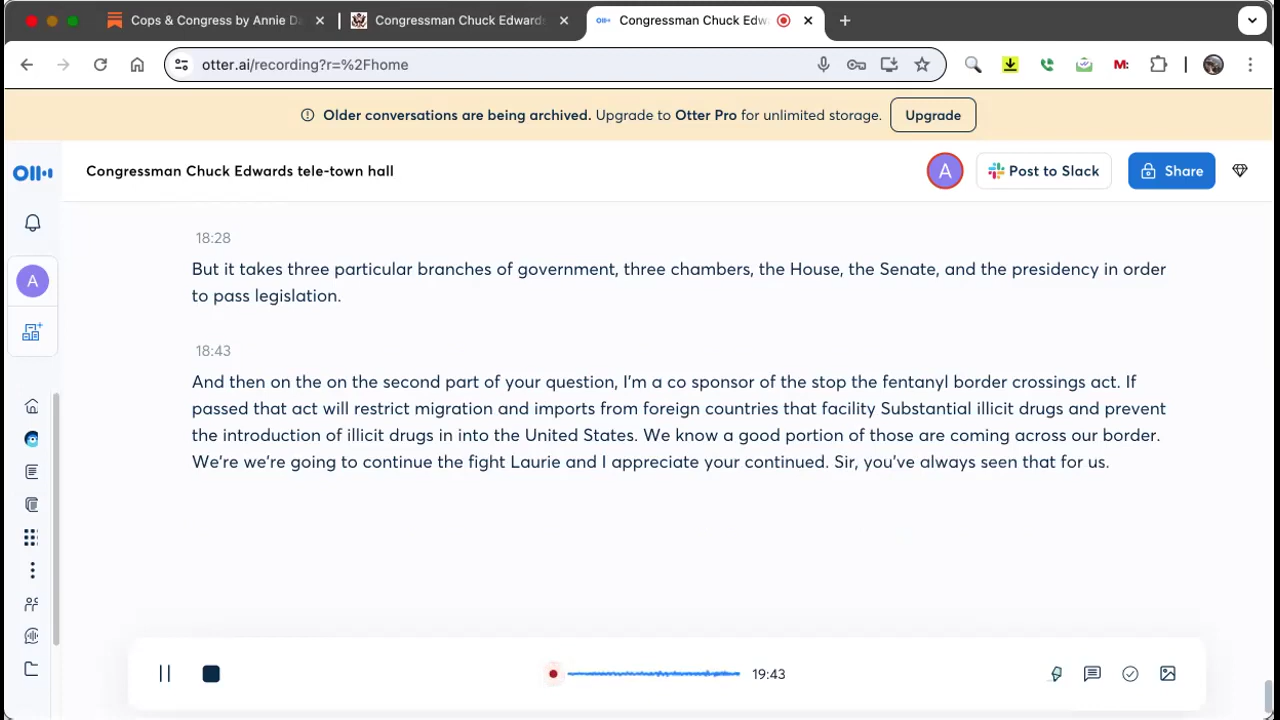 Cops & Congress by Annie Da
Congressman Chuck Edwards
Congressman Chuck Edw
otter.ai/recording?r=%2Fhome
M:
Older conversations are being archived. Upgrade to Otter Pro for unlimited storage.
Upgrade
Congressman Chuck Edwards tele-town hall
A
Post to Slack
Share
A
18:28
But it takes three particular branches of government, three chambers, the House, the Senate, and the presidency in order
to pass legislation.
18:43
And then on the on the second part of your question, I'm a co sponsor of the stop the fentanyl border crossings act. If
passed that act will restrict migration and imports from foreign countries that facility Substantial illicit drugs and prevent
the introduction of illicit drugs in into the United States. We know a good portion of those are coming across our border.
We're we're going to continue the fight Laurie and I appreciate your continued. Sir, you've always seen that for us.
19:43